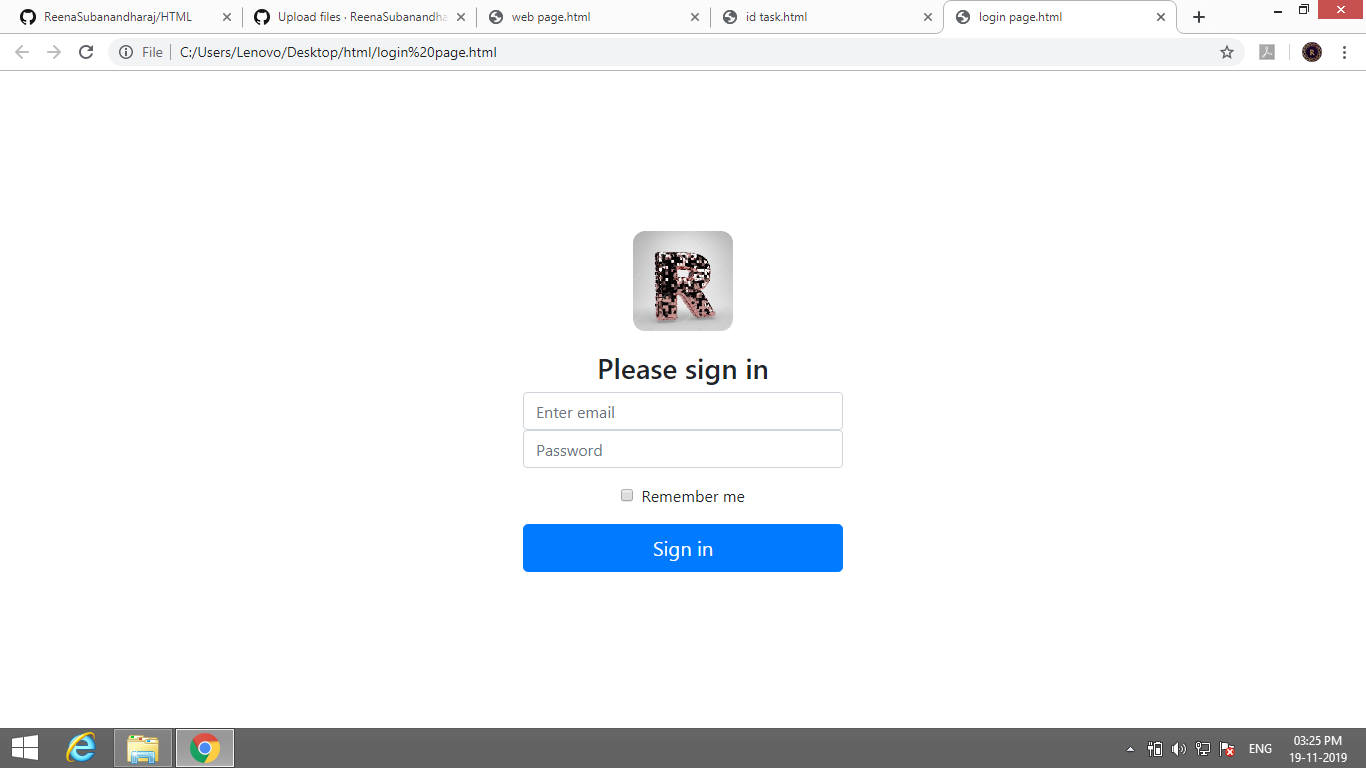 ReenaSubanandharaj/HTML
Upload files · ReenaSubanandha
web page.html
id task.html
login page.html
File
C:/Users/Lenovo/Desktop/html/login%20page.html
R
R
Please sign in
Enter email
Password
Remember me
Sign in
ENG
03:25 PM
19-11-2019